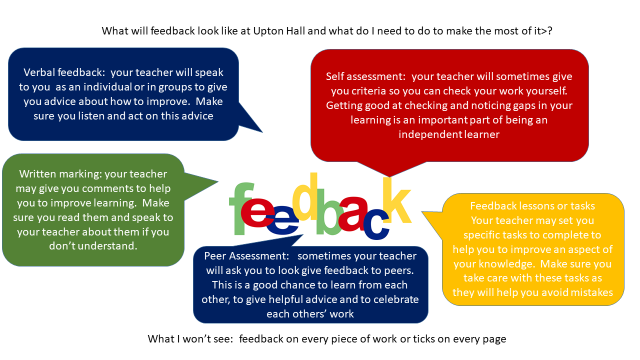 What will feedback look like at Upton Hall and what do I need to do to make the most of it>?
Verbal feedback:  your teacher will speak
to you  as an individual or in groups to give
you advice about how to improve.  Make
sure you listen and act on this advice
Self assessment:  your teacher will sometimes give
you criteria so you can check your work yourself.
Getting good at checking and noticing gaps in your
learning is an important part of being an
independent learner
Written marking: your teacher
may give you comments to help
you to improve learning.  Make
sure you read them and speak to
your teacher about them if you
don't understand.
feedback
Feedback lessons or tasks
Your teacher may set you
specific tasks to complete to
help you to improve an aspect of
your knowledge.  Make sure you
take care with these tasks as
they will help you avoid mistakes
Peer Assessment:   sometimes your teacher
will ask you to look give feedback to peers.
This is a good chance to learn from each
other, to give helpful advice and to celebrate
each others' work
What I won't see:  feedback on every piece of work or ticks on every page